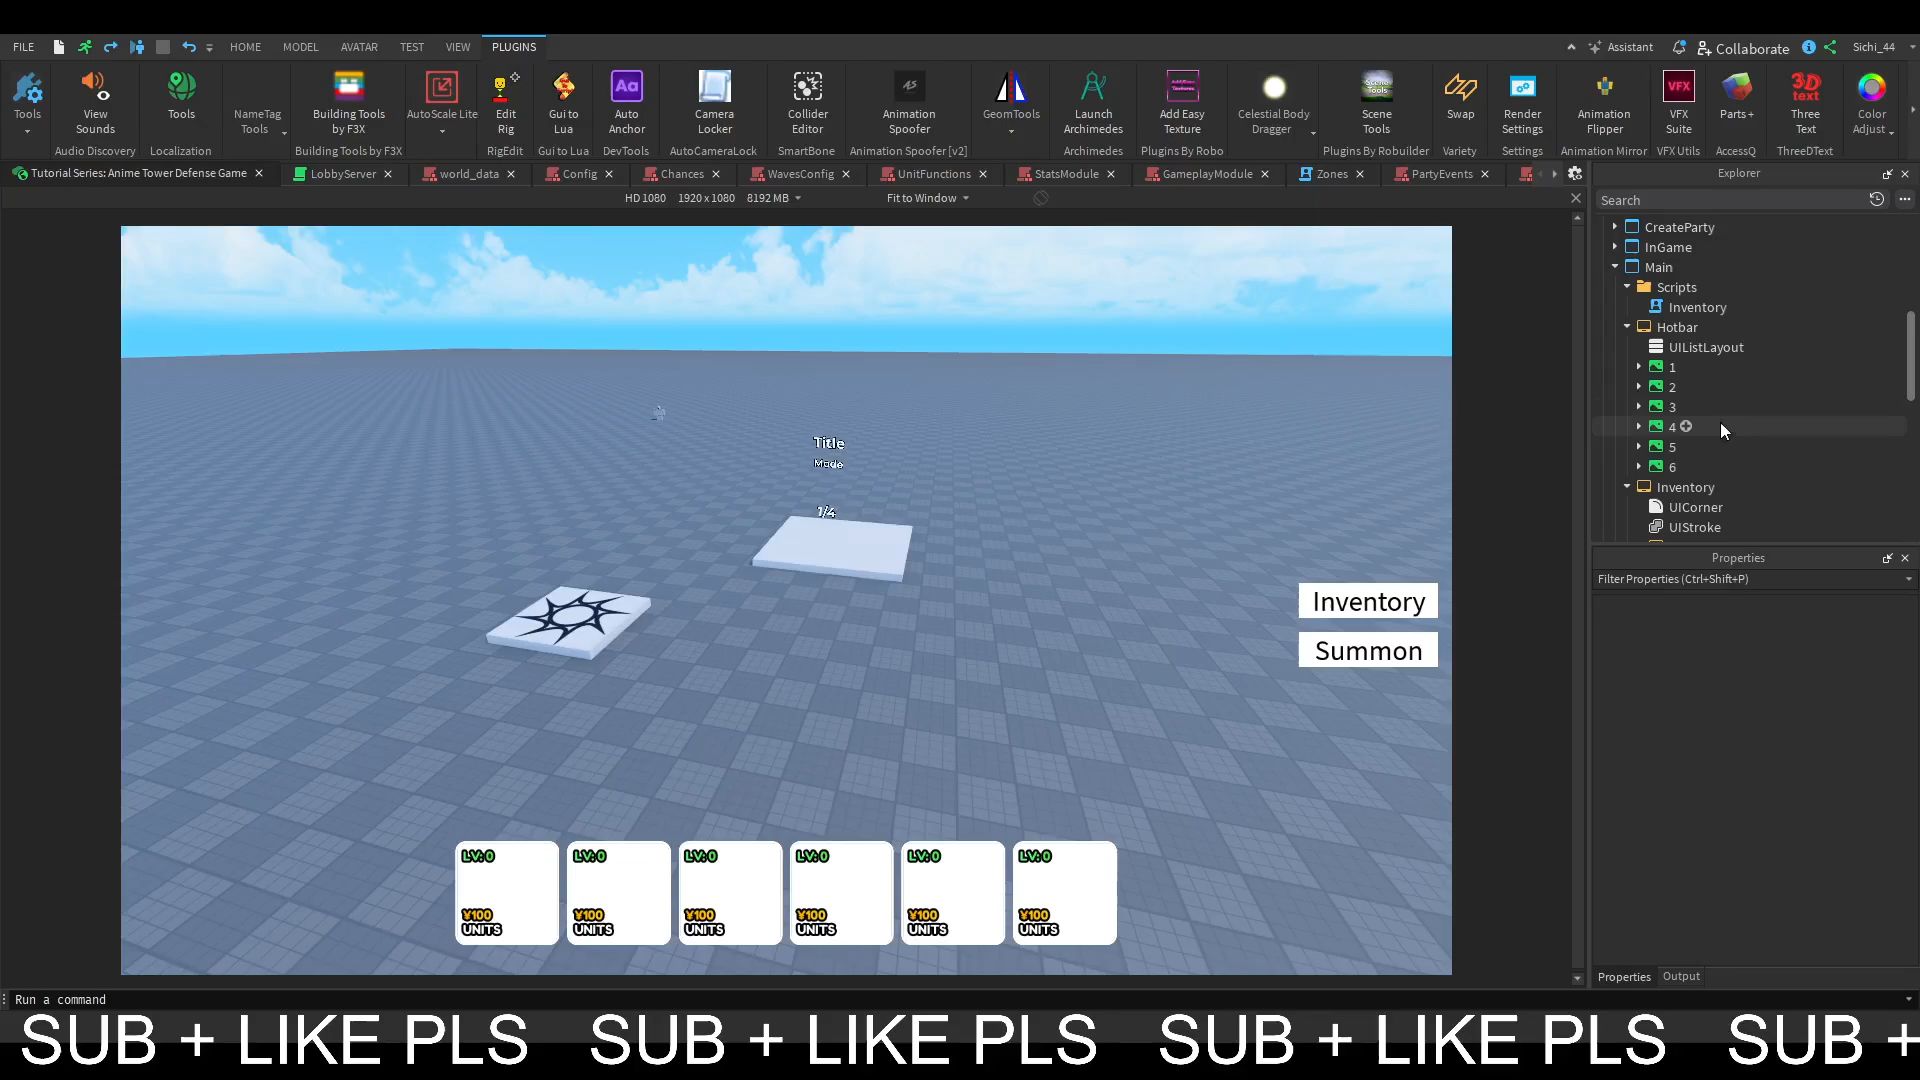 FILE HOME MODEL AVATAR TEST VIEW PLUGINS Assistant Collaborate Sichi_44
Tools
View Sounds
Audio Discovery
Tools
Localization
NameTag Tools
Building Tools by F3X
Building Tools by F3X
AutoScale Lite
Edit Rig
RigEdit
Gui to Lua
Gui to Lua
Auto Anchor
DevTools
Camera Locker
AutoCameraLock
Collider Editor
SmartBone
Animation Spoofer
Animation Spoofer [v2]
GeomTools
Launch Archimedes
Archimedes
Add Easy Texture
Plugins By Robo
Celestial Body Dragger
Scene Tools
Plugins By Robuilder
Swap
Variety
Render Settings
Settings
Animation Flipper
Animation Mirror
VFX
VFX Suite
VFX Utils
Parts+
AccessQ
3D text
Three Text
ThreeDText
Color Adjust
Tutorial Series: Anime Tower Defense Game LobbyServer world_data Config Chances WavesConfig UnitFunctions StatsModule GameplayModule Zones PartyEvents
HD 1080 1920 x 1080 8192 MB Fit to Window
Explorer
Search
CreateParty
InGame
Main
Scripts
Inventory
Hotbar
UIListLayout
1
2
3
4
5
6
Inventory
UICorner
UIStroke
Properties
Filter Properties (Ctrl+Shift+P)
Properties Output
Title
Mode
1/4
Inventory
Summon
LV: 0 LV: 0 LV: 0 LV: 0 LV: 0 LV: 0
¥100 ¥100 ¥100 ¥100 ¥100 ¥100
UNITS UNITS UNITS UNITS UNITS UNITS
Run a command
SUB + LIKE PLS SUB + LIKE PLS SUB + LIKE PLS SUB +